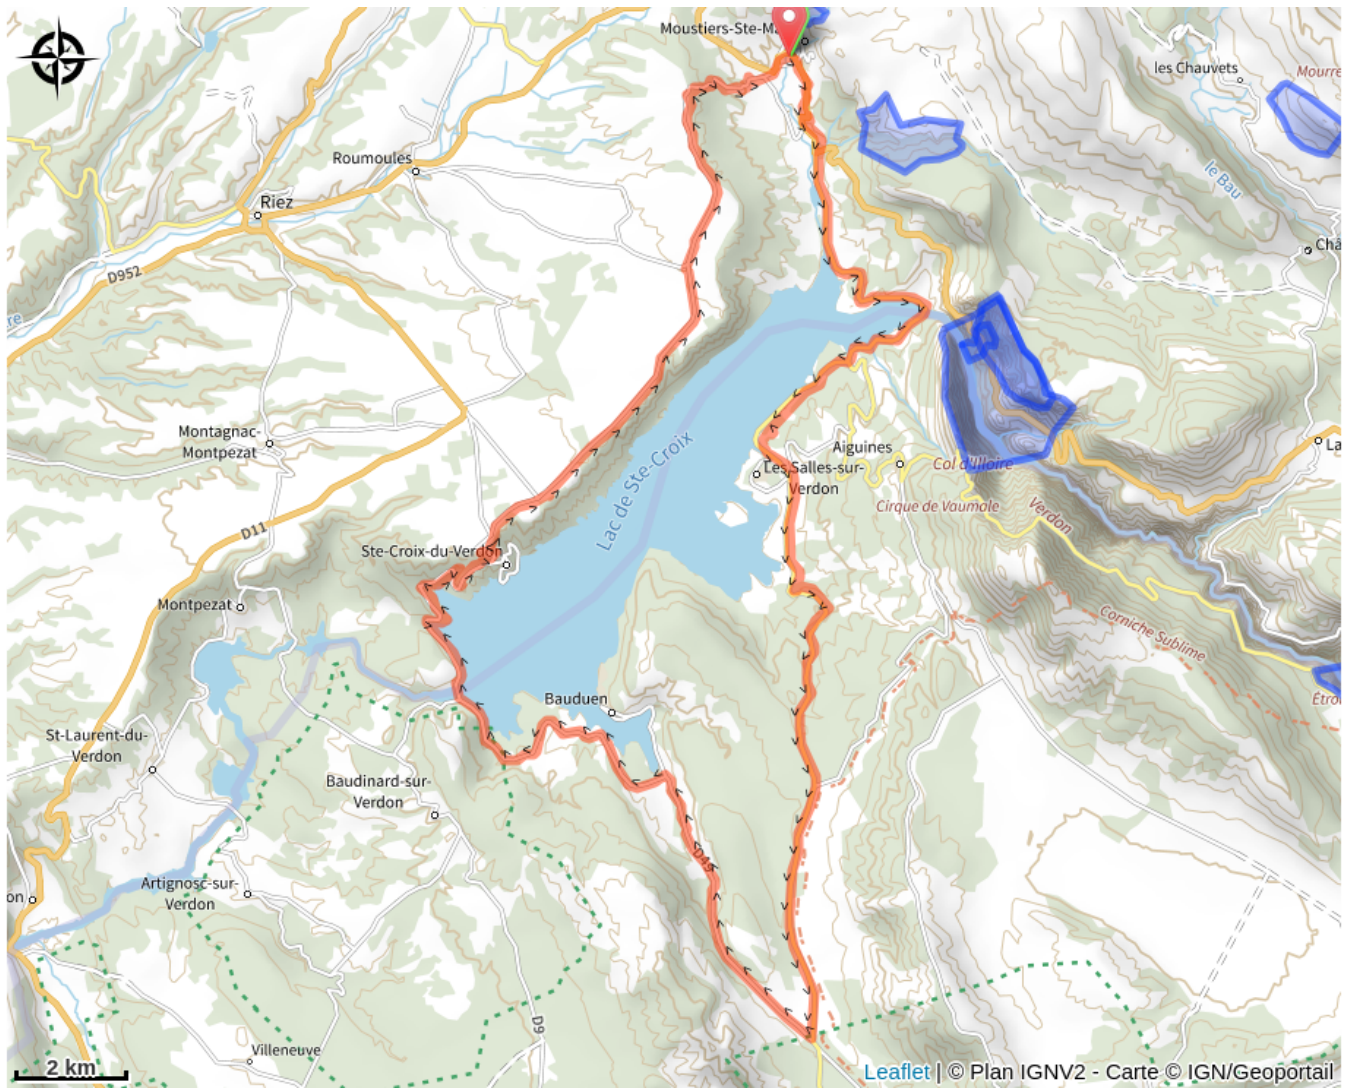 Moustiers-Ste-Ma
les Chauvets
Mourre
Roumoules
le Bau
Riez
Châ
D952
re
Montagnac-
Montpezat
Lac de Ste-Croix
Aiguines
La
Col d'Illoire
Les Salles-sur-
Verdon
Cirque de Vaumale
Verdon
D11
Ste-Croix-du-Verdon
Montpezat
Corniche Sublime
Étro
Bauduen
St-Laurent-du-
Verdon
Baudinard-sur-
Verdon
D49
Artignosc-sur-
Verdon
on
D9
Villeneuve
2 km
Leaflet | © Plan IGNV2 - Carte © IGN/Geoportail